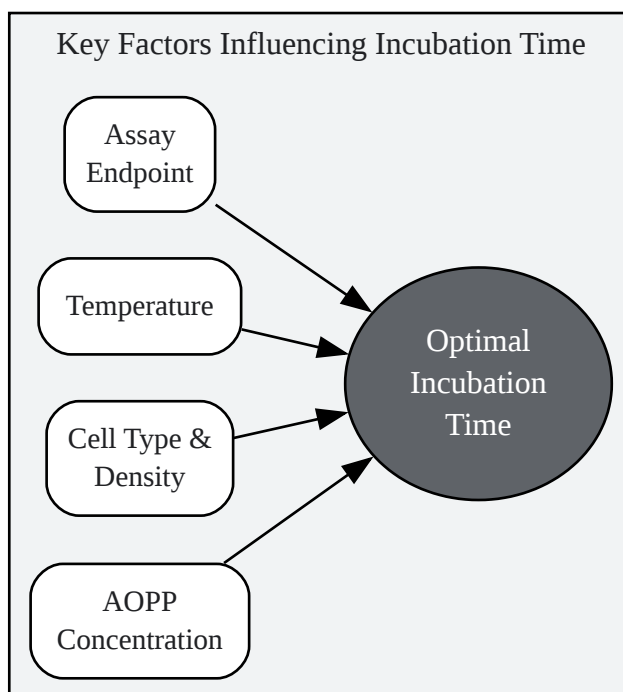 Key Factors Influencing Incubation Time
Assay
Endpoint
Temperature
Cell Type &
Density
AOPP
Concentration
Optimal
Incubation
Time